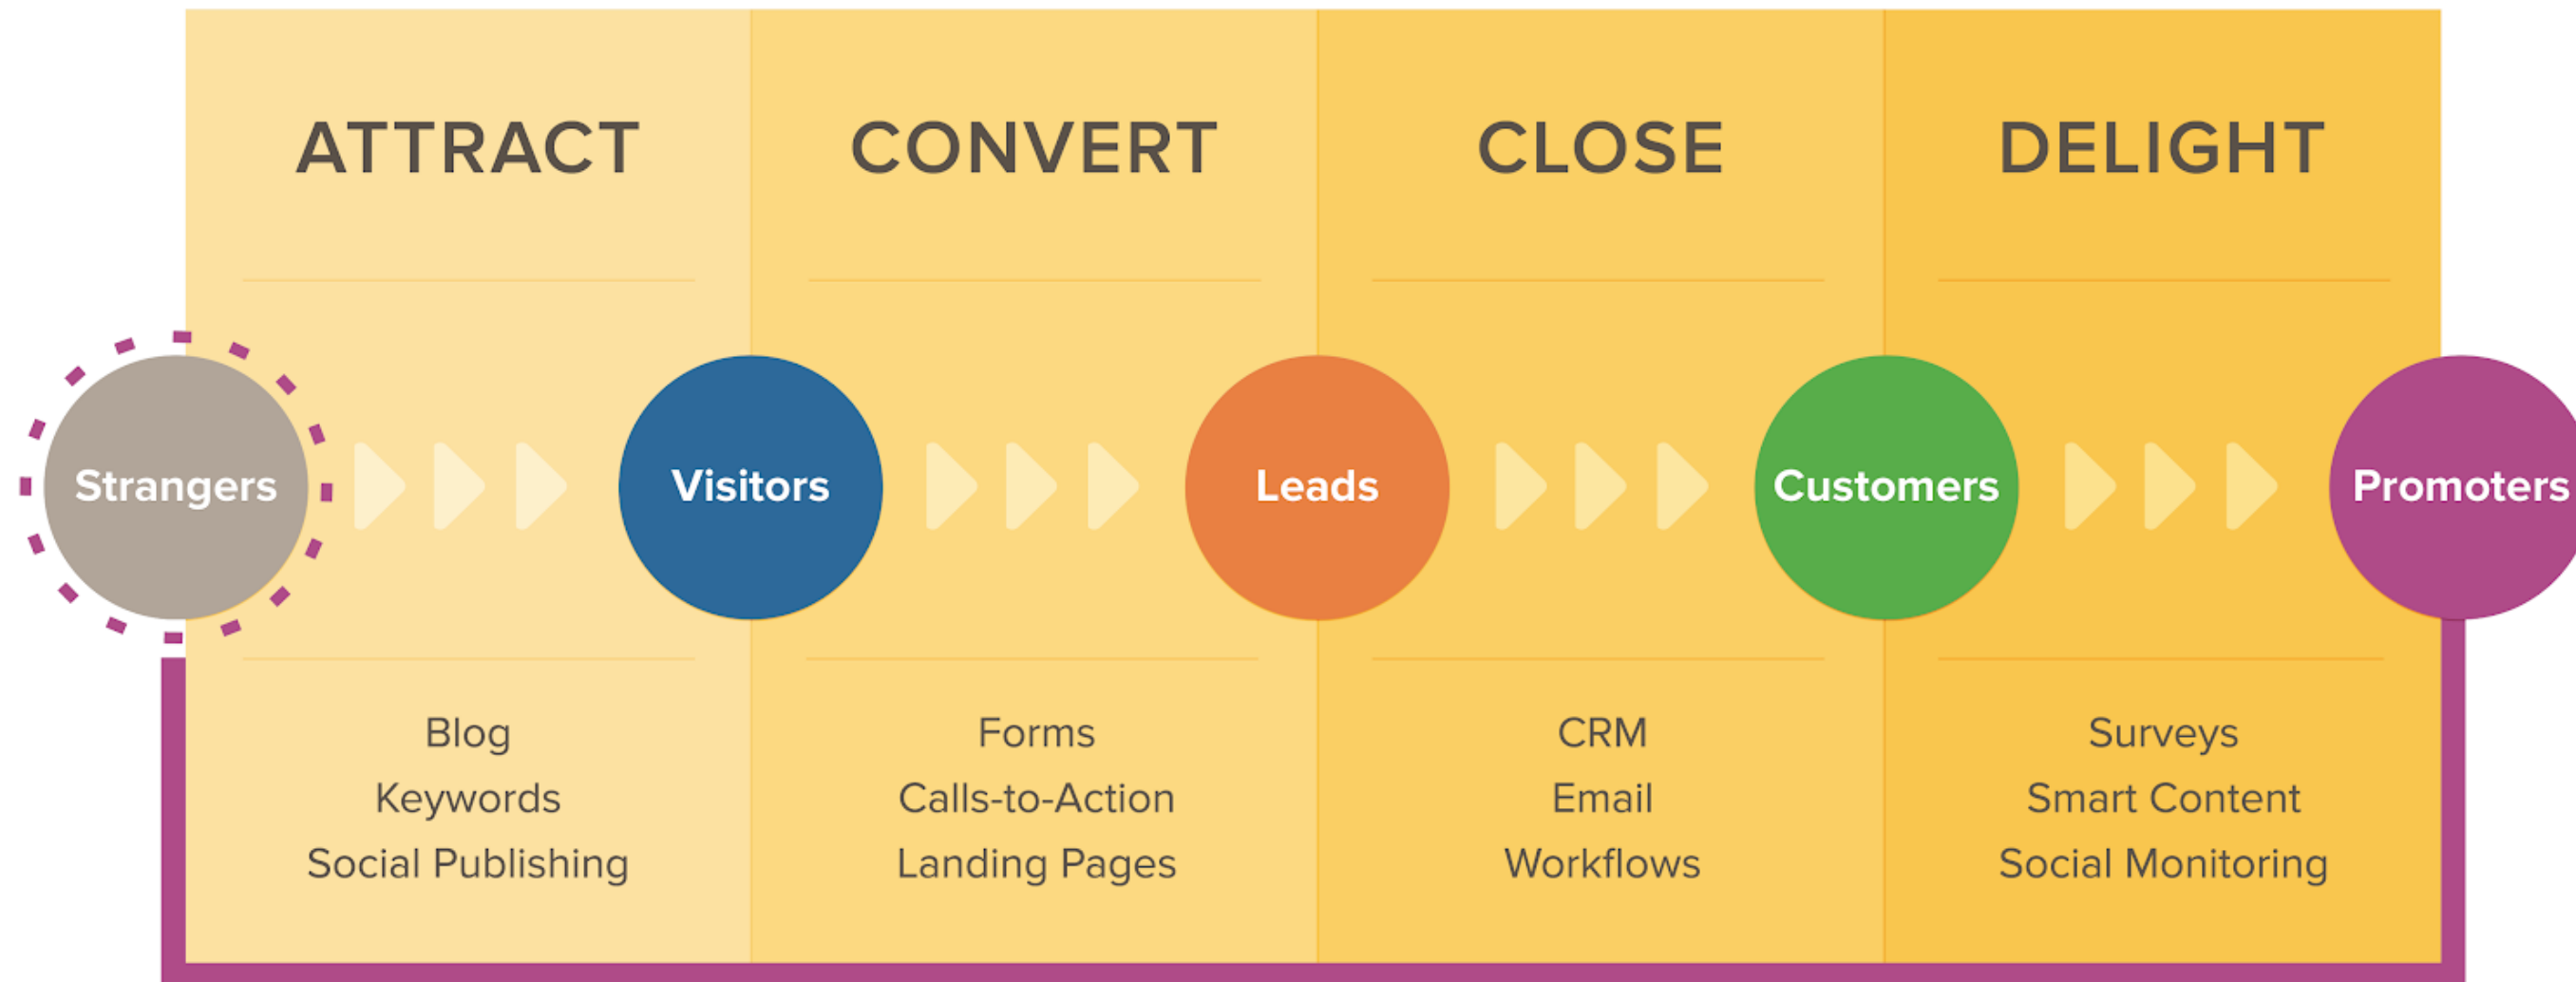 ATTRACT
CONVERT
CLOSE
DELIGHT
Strangers
Visitors
Leads
Customers
Promoters
Blog
Keywords
Social Publishing
Forms
Calls-to-Action
Landing Pages
CRM
Email
Workflows
Surveys
Smart Content
Social Monitoring